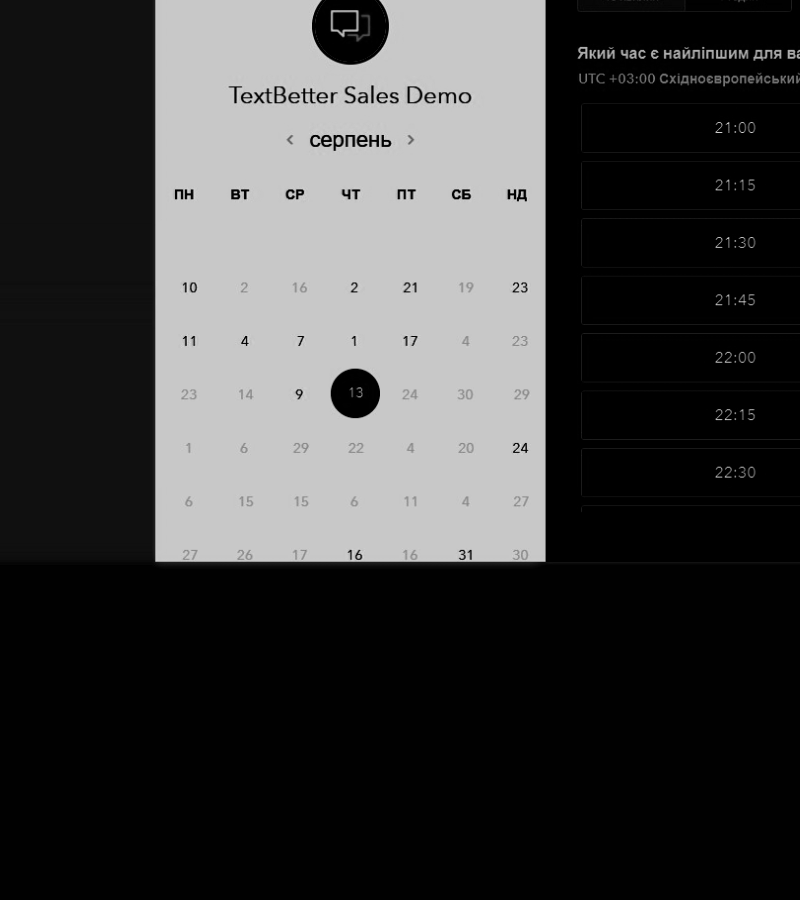 TextBetter Sales Demo
серпень
ПН ВТ СР ЧТ ПТ СБ НД
10 2 16 2 21 19 23
11 4 7 1 17 4 23
23 14 9 13 24 30 29
1 6 29 22 4 20 24
6 15 15 6 11 4 27
27 26 17 16 16 31 30
Який час є найліпшим для
UTC +03:00 Східноєвропейський
21:00
21:15
21:30
21:45
22:00
22:15
22:30